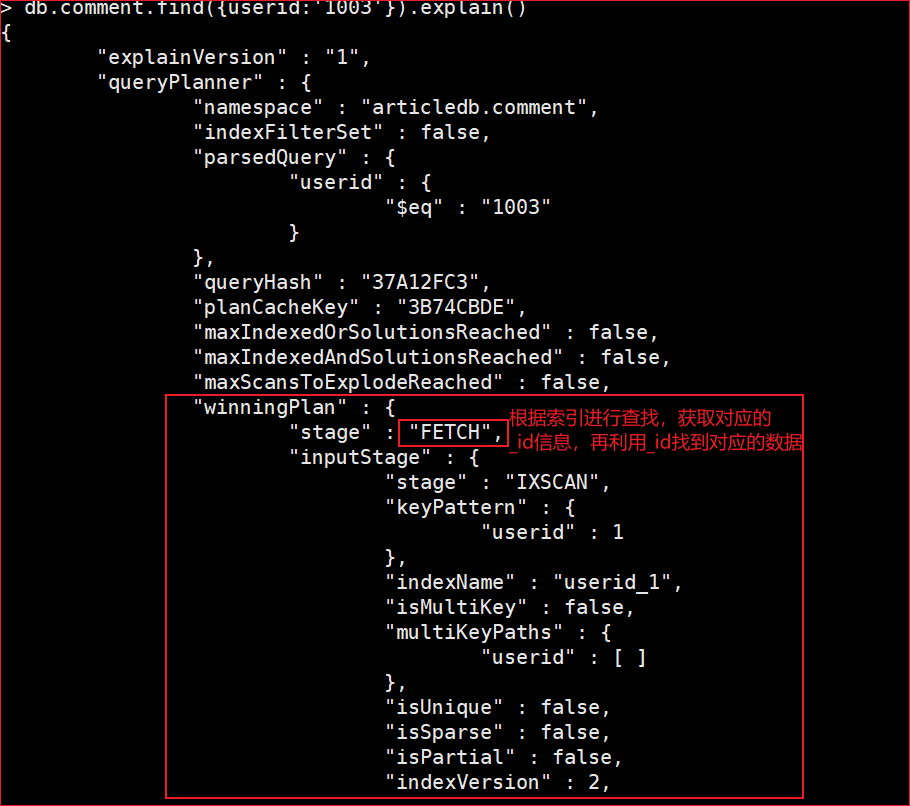 > db.comment.find({userid:'1003'}).explain()
{
"explainVersion" : "1",
"queryPlanner" : {
"namespace" : "articledb.comment",
"indexFilterSet" : false,
"parsedQuery" : {
"userid" : {
"$eq" : "1003"
}
},
"queryHash" : "37A12FC3",
"planCacheKey" : "3B74CBDE",
"maxIndexedOrSolutionsReached" : false,
"maxIndexedAndSolutionsReached" : false,
"maxScansToExplodeReached" : false,
"winningPlan" : {
"stage" : "FETCH",
根据索引进行查找，获取对应的
_id信息，再利用_id找到对应的数据
"inputStage" : {
"stage" : "IXSCAN",
"keyPattern" : {
"userid" : 1
},
"indexName" : "userid_1",
"isMultiKey" : false,
"multiKeyPaths" : {
"userid" : [ ]
},
"isUnique" : false,
"isSparse" : false,
"isPartial" : false,
"indexVersion" : 2,